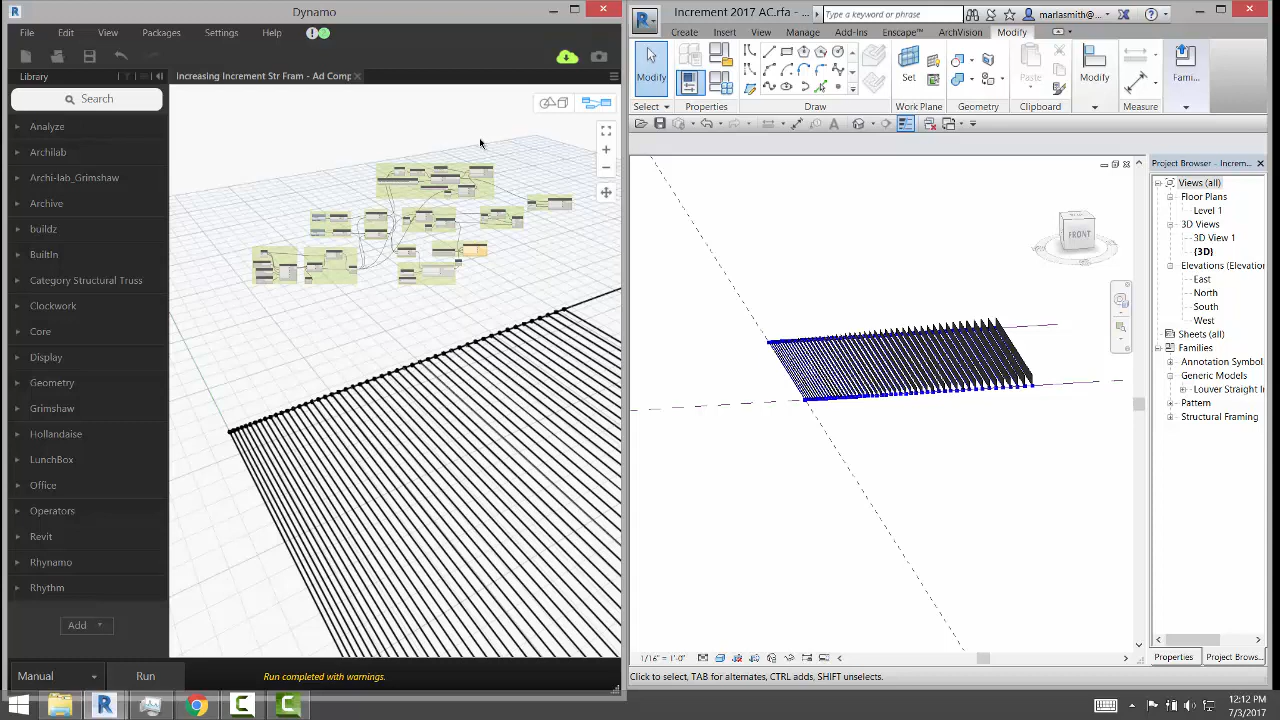 Dynamo
File Edit View Packages Settings Help
Library
Increasing Increment Str Fram - Ad Comp
Search
Analyze
Archilab
Archi-lab_Grimshaw
Archive
buildz
BuiltIn
Category Structural Truss
Clockwork
Core
Display
Geometry
Grimshaw
Hollandaise
LunchBox
Office
Operators
Revit
Rhynamo
Rhythm
Add
Manual
Run
Run completed with warnings.
Increment 2017 AC.rfa - ...
Type a keyword or phrase
marlasmith@...
Create Insert View Manage Add-Ins Enscape™ ArchVision Modify
Modify
Set
Paste
Modify
Fami...
Select
Properties
Clipboard
Draw
Work Plane
Geometry
Measure
FRONT
Project Browser - Increm...
Views (all)
Floor Plans
Level 1
3D Views
3D View 1
{3D}
Elevations (Elevation
East
North
South
West
Sheets (all)
Families
Annotation Symbol
Generic Models
Louver Straight I
Pattern
Structural Framing
1/16" = 1'-0"
Properties
Project Brows...
Click to select, TAB for alternates, CTRL adds, SHIFT unselects.
12:12 PM
7/3/2017